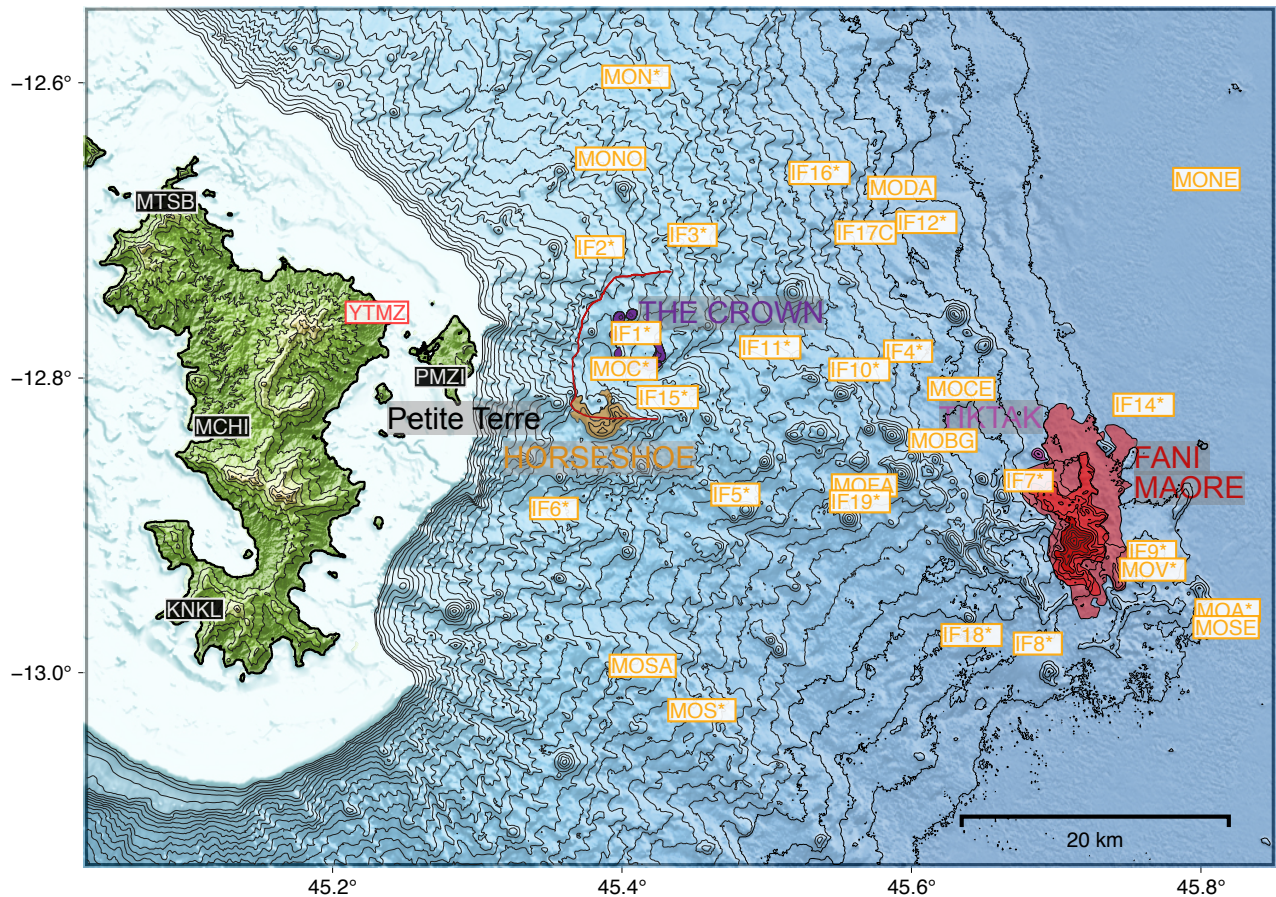 −12.6°
MON*
MONO
IF16*
MODA
MONE
MTSB
IF12*
IF17C
IF3*
IF2*
YTMZ
THE CROWN
IF1*
IF11*
IF4*
MOC*
IF10*
−12.8°
PMZI
MOCE
IF15*
IF14*
Petite Terre
TIKTAK
MCHI
MOBG
HORSESHOE
FANI
MAORE
IF7*
IF5*
IF19*
IF6*
IF9*
MOV*
KNKL
MOA*
MOSE
IF18*
IF8*
MOSA
−13.0°
MOS*
20 km
45.2°
45.4°
45.6°
45.8°